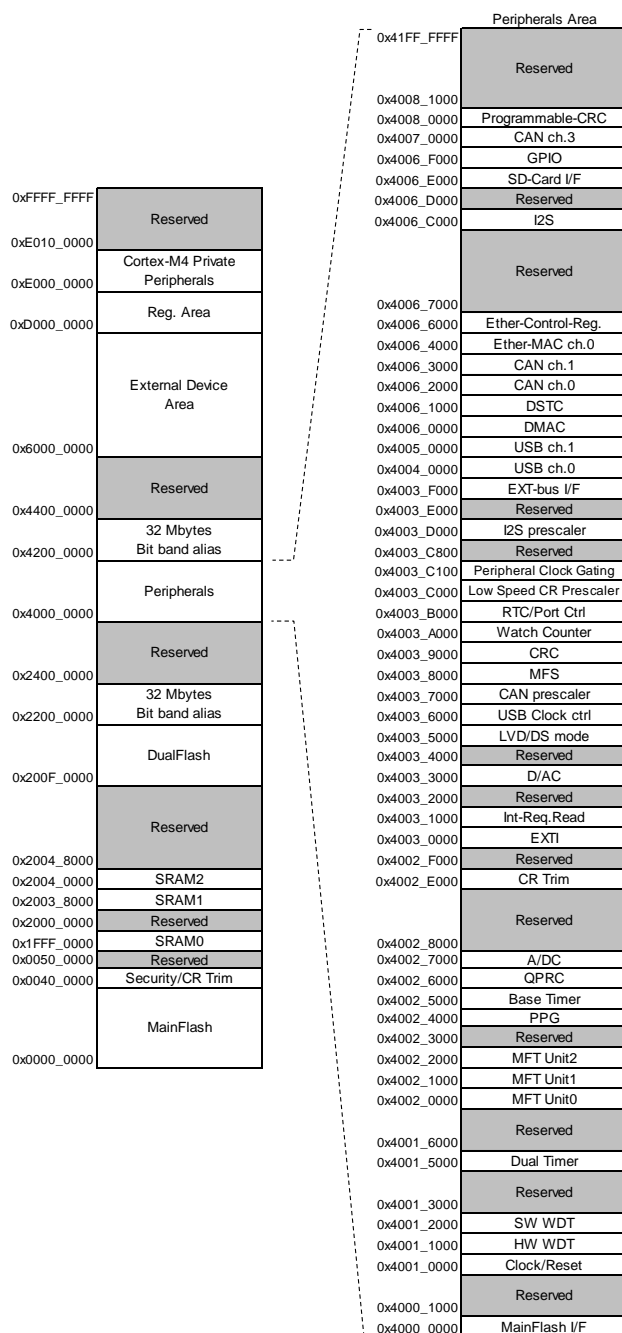 Peripherals Area
0x41FF_FFFF
Reserved
0x4008_1000
0x4008_0000 Programmable-CRC
0x4007_0000 CAN ch.3
0x4006_F000 GPIO
0x4006_E000 SD-Card I/F
0x4006_D000 Reserved
0x4006_C000 I2S
Reserved
0x4006_7000
0x4006_6000 Ether-Control-Reg.
0x4006_4000 Ether-MAC ch.0
0x4006_3000 CAN ch.1
0x4006_2000 CAN ch.0
0x4006_1000 DSTC
0x4006_0000 DMAC
0x4005_0000 USB ch.1
0x4004_0000 USB ch.0
0x4003_F000 EXT-bus I/F
0x4003_E000 Reserved
0x4003_D000 I2S prescaler
0x4003_C800 Reserved
0x4003_C100 Peripheral Clock Gating
0x4003_C000 Low Speed CR Prescaler
0x4003_B000 RTC/Port Ctrl
0x4003_A000 Watch Counter
0x4003_9000 CRC
0x4003_8000 MFS
0x4003_7000 CAN prescaler
0x4003_6000 USB Clock ctrl
0x4003_5000 LVD/DS mode
0x4003_4000 Reserved
0x4003_3000 D/AC
0x4003_2000 Reserved
0x4003_1000 Int-Req.Read
0x4003_0000 EXTI
0x4002_F000 Reserved
0x4002_E000 CR Trim
Reserved
0x4002_8000
0x4002_7000 A/DC
0x4002_6000 QPRC
0x4002_5000 Base Timer
0x4002_4000 PPG
0x4002_3000 Reserved
0x4002_2000 MFT Unit2
0x4002_1000 MFT Unit1
0x4002_0000 MFT Unit0
Reserved
0x4001_6000
0x4001_5000 Dual Timer
Reserved
0x4001_3000
0x4001_2000 SW WDT
0x4001_1000 HW WDT
0x4001_0000 Clock/Reset
Reserved
0x4000_1000
0x4000_0000 MainFlash I/F
0xFFFF_FFFF
Reserved
0xE010_0000
Cortex-M4 Private
Peripherals
0xE000_0000
Reg. Area
0xD000_0000
External Device
Area
0x6000_0000
Reserved
0x4400_0000
32 Mbytes
Bit band alias
0x4200_0000
Peripherals
0x4000_0000
Reserved
0x2400_0000
32 Mbytes
Bit band alias
0x2200_0000
DualFlash
0x200F_0000
Reserved
0x2004_8000
0x2004_0000 SRAM2
0x2003_8000 SRAM1
0x2000_0000 Reserved
0x1FFF_0000 SRAM0
0x0050_0000 Reserved
0x0040_0000 Security/CR Trim
MainFlash
0x0000_0000